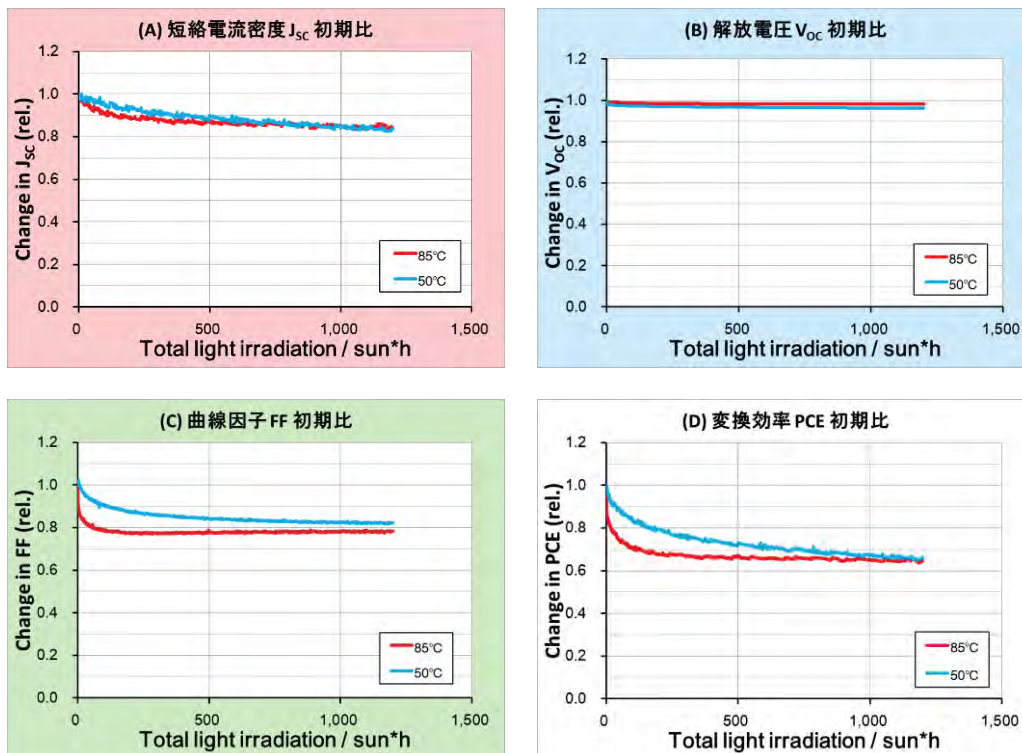 (A) 短絡電流密度 JSC 初期比
Change in JSC (rel.)
1.2
1.0
0.8
0.6
0.4
0.2
0.0
85℃
50℃
0 500 1,000 1,500
Total light irradiation / sun*h
(B) 解放電圧 VOC 初期比
Change in VOC (rel.)
1.2
1.0
0.8
0.6
0.4
0.2
0.0
85℃
50℃
0 500 1,000 1,500
Total light irradiation / sun*h
(C) 曲線因子 FF 初期比
Change in FF (rel.)
1.2
1.0
0.8
0.6
0.4
0.2
0.0
85℃
50℃
0 500 1,000 1,500
Total light irradiation / sun*h
(D) 変換効率 PCE 初期比
Change in PCE (rel.)
1.2
1.0
0.8
0.6
0.4
0.2
0.0
85℃
50℃
0 500 1,000 1,500
Total light irradiation / sun*h